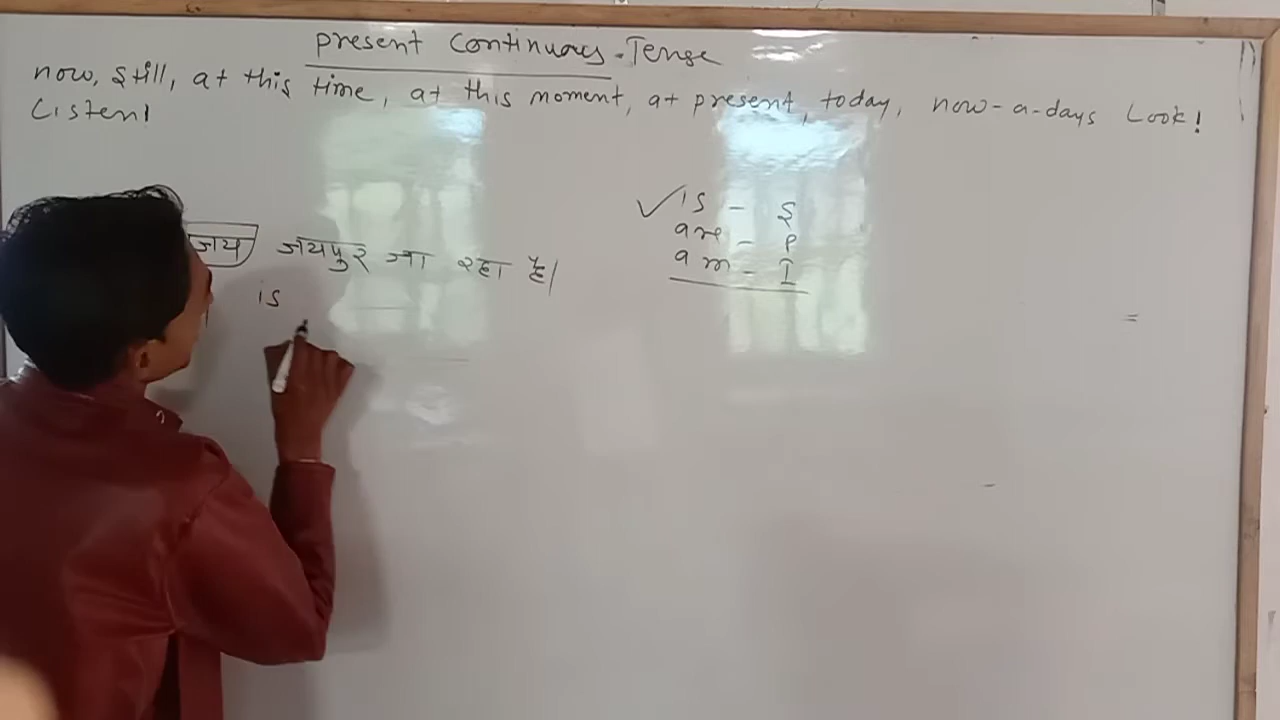 present Continuous Tense
now, still, at this time, at this moment, at present, today, now-a-days Look!
Listen!
जय जयपुर जा रहा है।
is
✓ is - S
are - P
am - I